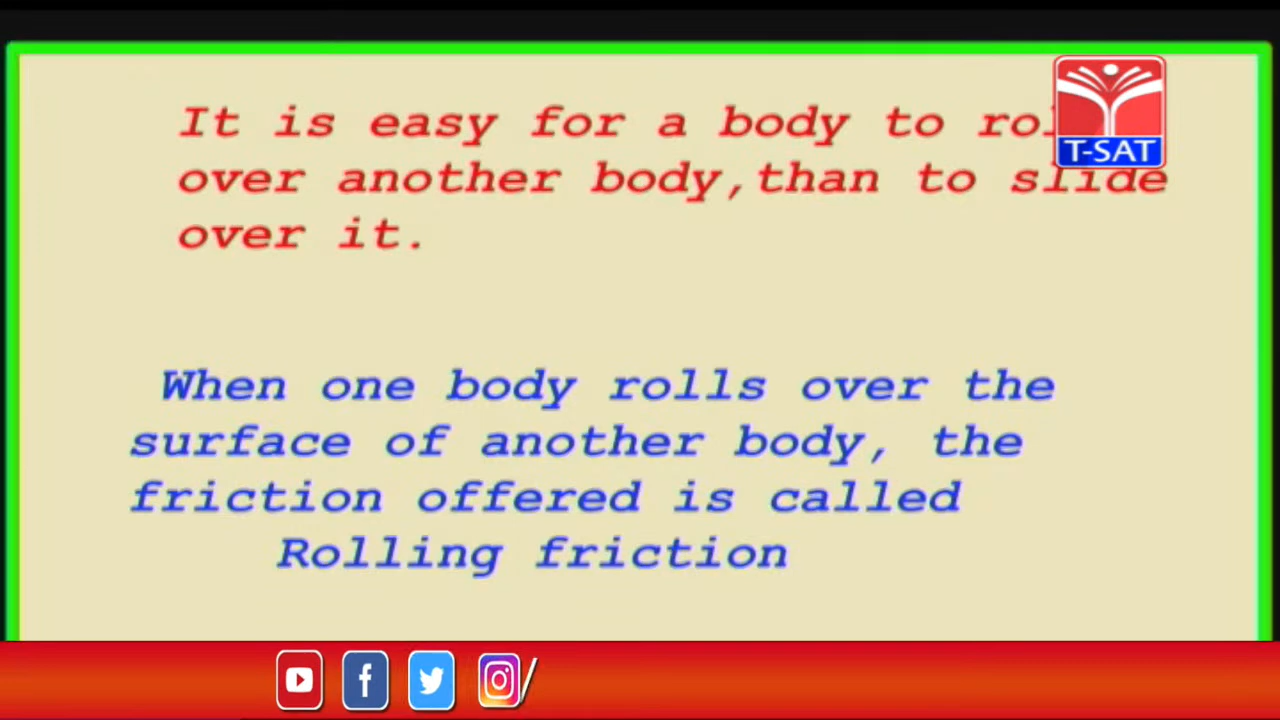 It is easy for a body to
over another body,than to slide
over it.
When one body rolls over the
surface of another body, the
friction offered is called
Rolling friction
T-SAT
/